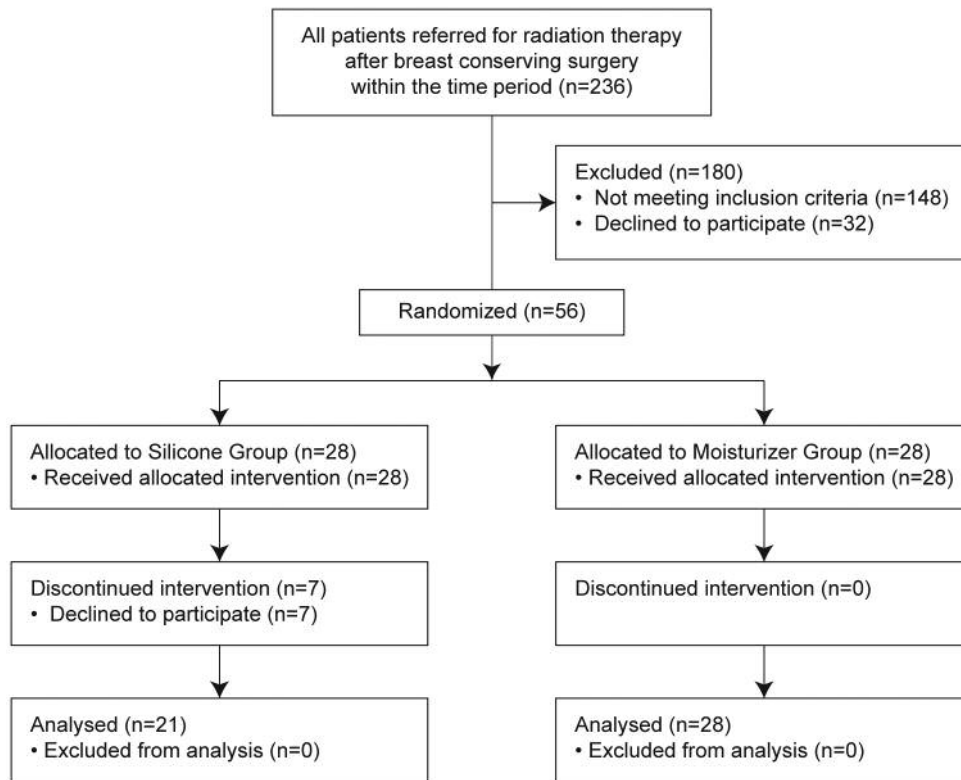 All patients referred for radiation therapy
after breast conserving surgery
within the time period (n=236)
Excluded (n=180)
• Not meeting inclusion criteria (n=148)
• Declined to participate (n=32)
Randomized (n=56)
Allocated to Silicone Group (n=28)
• Received allocated intervention (n=28)
Allocated to Moisturizer Group (n=28)
• Received allocated intervention (n=28)
Discontinued intervention (n=7)
• Declined to participate (n=7)
Discontinued intervention (n=0)
Analysed (n=21)
• Excluded from analysis (n=0)
Analysed (n=28)
• Excluded from analysis (n=0)